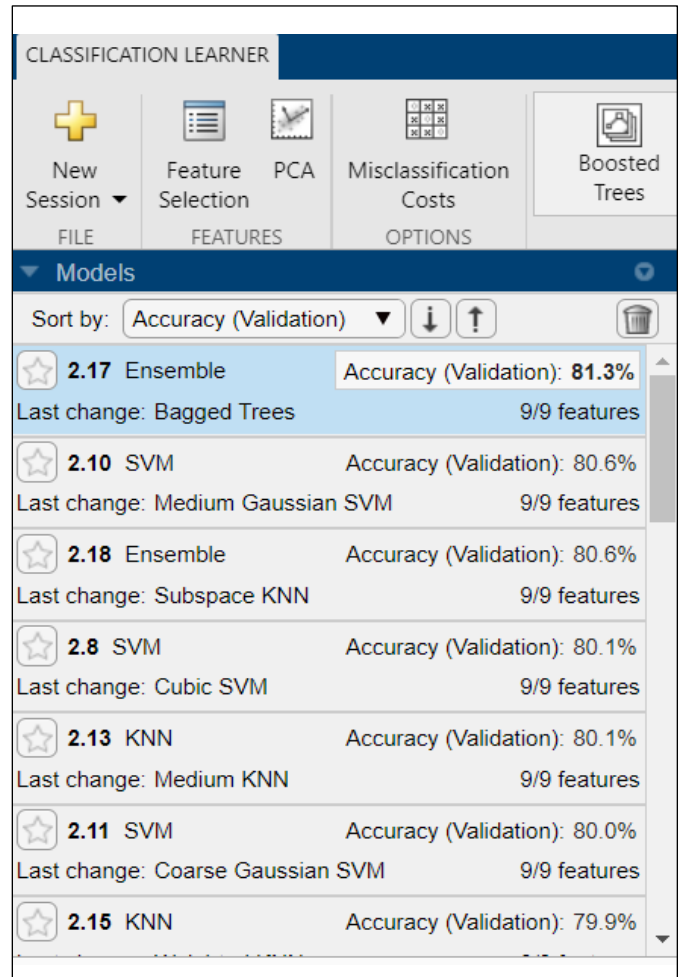 CLASSIFICATION LEARNER
New Session
Feature Selection
PCA
Misclassification Costs
Boosted Trees
FILE
FEATURES
OPTIONS
Models
Sort by: Accuracy (Validation)
2.17 Ensemble Accuracy (Validation): 81.3%
Last change: Bagged Trees 9/9 features
2.10 SVM Accuracy (Validation): 80.6%
Last change: Medium Gaussian SVM 9/9 features
2.18 Ensemble Accuracy (Validation): 80.6%
Last change: Subspace KNN 9/9 features
2.8 SVM Accuracy (Validation): 80.1%
Last change: Cubic SVM 9/9 features
2.13 KNN Accuracy (Validation): 80.1%
Last change: Medium KNN 9/9 features
2.11 SVM Accuracy (Validation): 80.0%
Last change: Coarse Gaussian SVM 9/9 features
2.15 KNN Accuracy (Validation): 79.9%